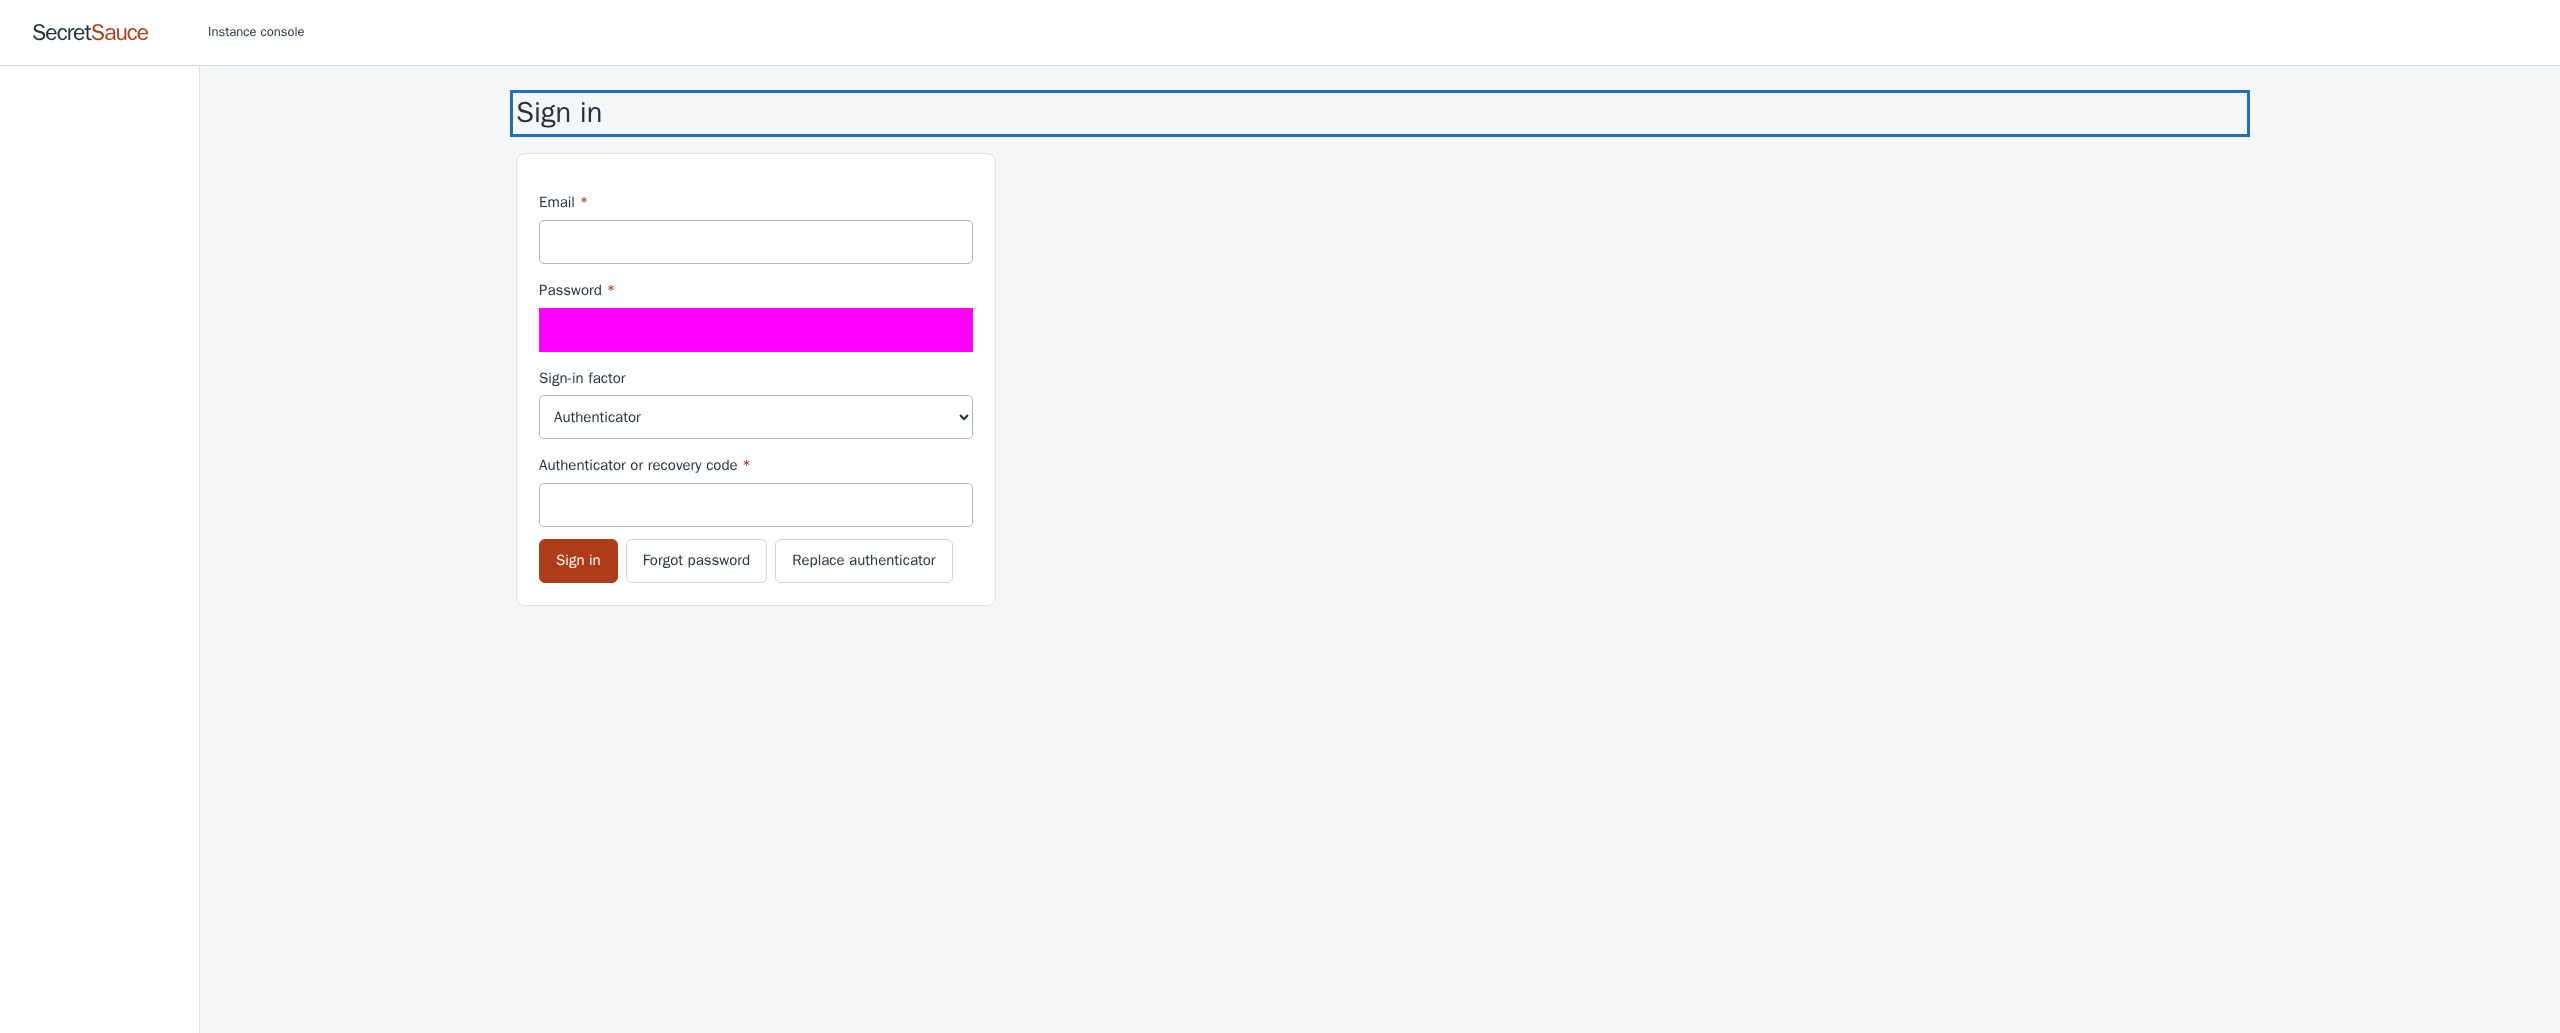 SecretSauce
Instance console
Sign in
Email *
Password *
Sign-in factor
Authenticator
Authenticator or recovery code *
Sign in
Forgot password
Replace authenticator